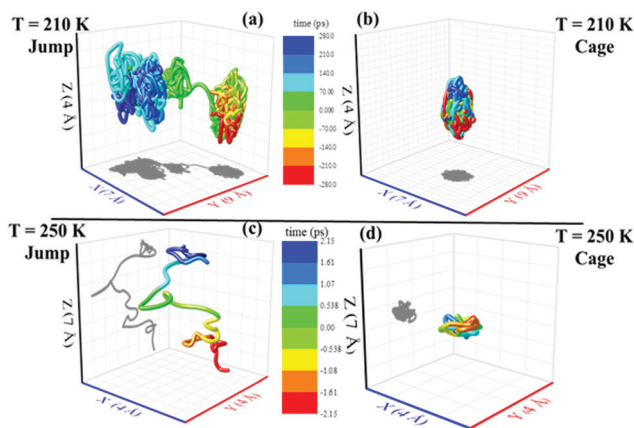 T = 210 K
Jump
(a)
time (ps)
280.0
210.0
140.0
70.00
0.000
-70.00
-140.0
-210.0
-280.0
Z (4 Å)
X (7 Å)
Y (9 Å)
(b)
T = 210 K
Cage
Z (4 Å)
X (7 Å)
Y (9 Å)
T = 250 K
Jump
(c)
time (ps)
2.15
1.61
1.07
0.538
0.00
-0.538
-1.08
-1.61
-2.15
Z (7 Å)
X (4 Å)
Y (4 Å)
(d)
T = 250 K
Cage
Z (7 Å)
X (4 Å)
Y (4 Å)